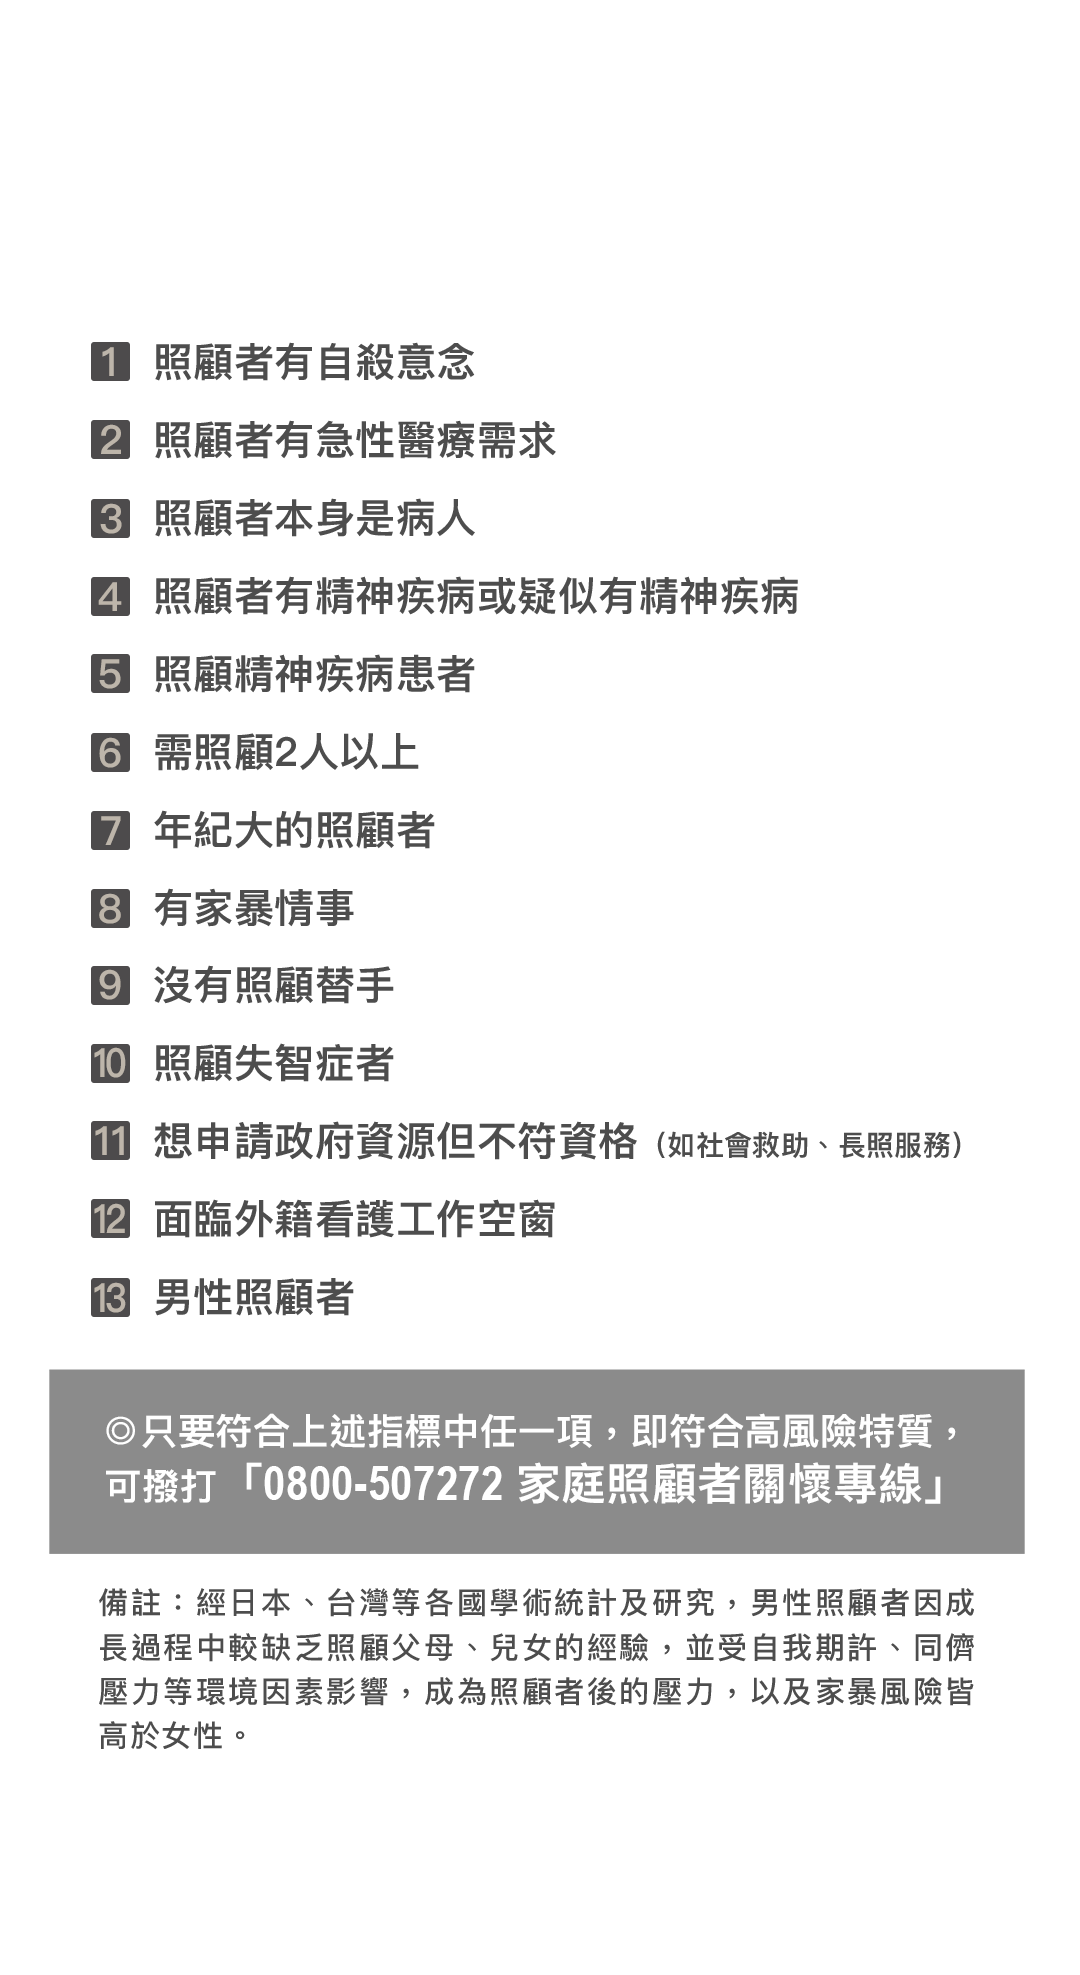 1 照顧者有自殺意念
2 照顧者有急性醫療需求
3 照顧者本身是病人
4 照顧者有精神疾病或疑似有精神疾病
5 照顧精神疾病患者
6 需照顧2人以上
7 年紀大的照顧者
8 有家暴情事
9 沒有照顧替手
10 照顧失智症者
11 想申請政府資源但不符資格（如社會救助、長照服務）
12 面臨外籍看護工作空窗
13 男性照顧者
◎只要符合上述指標中任一項，即符合高風險特質，
可撥打「0800-507272 家庭照顧者關懷專線」
備註：經日本、台灣等各國學術統計及研究，男性照顧者因成
長過程中較缺乏照顧父母、兒女的經驗，並受自我期許、同儕
壓力等環境因素影響，成為照顧者後的壓力，以及家暴風險皆
高於女性。